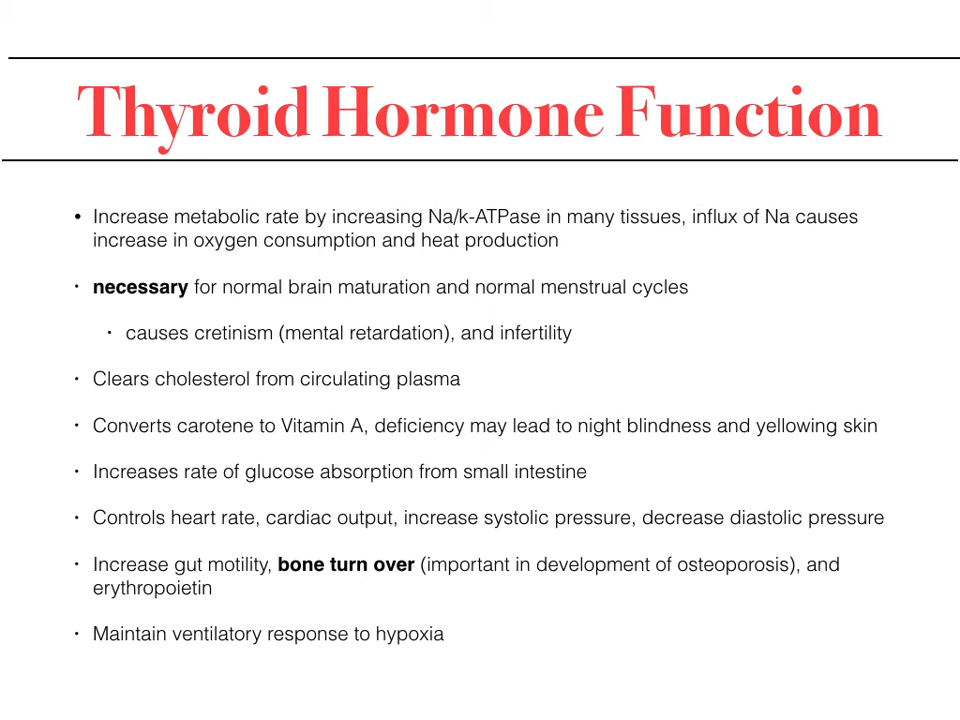 Thyroid Hormone Function
• Increase metabolic rate by increasing Na/k-ATPase in many tissues, influx of Na causes
increase in oxygen consumption and heat production
• necessary for normal brain maturation and normal menstrual cycles
• causes cretinism (mental retardation), and infertility
• Clears cholesterol from circulating plasma
• Converts carotene to Vitamin A, deficiency may lead to night blindness and yellowing skin
• Increases rate of glucose absorption from small intestine
• Controls heart rate, cardiac output, increase systolic pressure, decrease diastolic pressure
• Increase gut motility, bone turn over (important in development of osteoporosis), and
erythropoietin
• Maintain ventilatory response to hypoxia